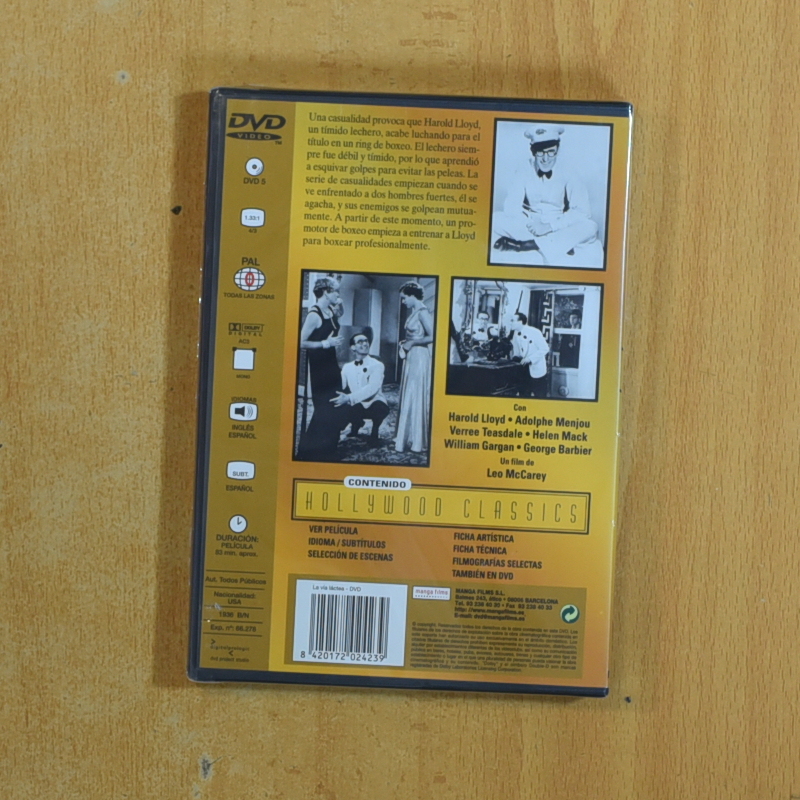 DVD
VIDEO
DVD 5
1.33:1
4/3
PAL
TODAS LAS ZONAS
DOLBY
DIGITAL
AC3
MONO
IDIOMAS
INGLÉS
ESPAÑOL
SUBT.
ESPAÑOL
DURACIÓN:
PELÍCULA
85 min. aprox.
Aut. Todos Públicos
Nacionalidad:
USA
1936 B/N
Una casualidad provoca que Harold Lloyd,
un tímido lechero, acabe luchando para el
título en un ring de boxeo. El lechero siem-
pre fue débil y tímido, por lo que aprendió
a esquivar golpes para evitar las peleas. La
serie de casualidades empiezan cuando se
ve enfrentado a dos hombres fuertes, él se
agacha, y sus enemigos se golpean mutua-
mente. A partir de este momento, un pro-
motor de boxeo empieza a entrenar a Lloyd
para boxear profesionalmente.
Con
Harold Lloyd • Adolphe Menjou
Verree Teasdale • Helen Mack
William Gargan • George Barbier
Un film de
Leo McCarey
CONTENIDO
HOLLYWOOD CLASSICS
VER PELÍCULA
IDIOMA / SUBTÍTULOS
SELECCIÓN DE ESCENAS
FICHA ARTÍSTICA
FICHA TÉCNICA
FILMOGRAFÍAS SELECTAS
TAMBIÉN EN DVD
La vía láctea - DVD
8 420172 024239
manga films
MANGA FILMS S.L.